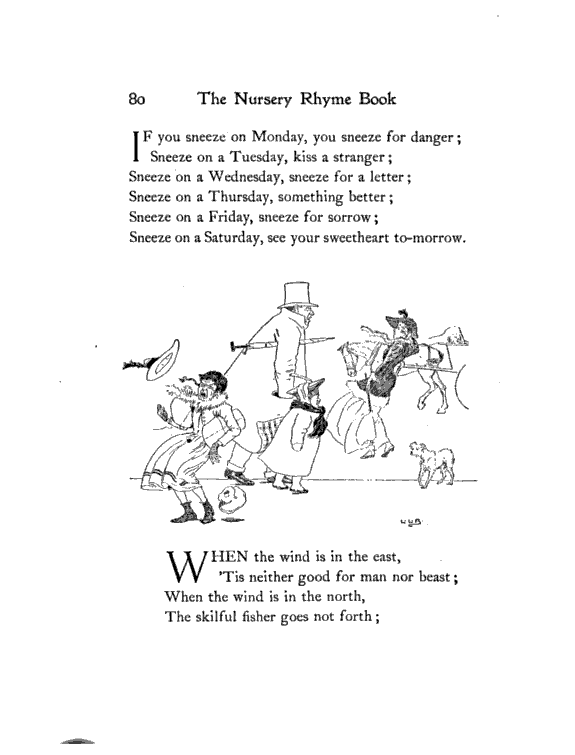 80 The Nursery Rhyme Book
IF you sneeze on Monday, you sneeze for danger;
Sneeze on a Tuesday, kiss a stranger;
Sneeze on a Wednesday, sneeze for a letter;
Sneeze on a Thursday, something better;
Sneeze on a Friday, sneeze for sorrow;
Sneeze on a Saturday, see your sweetheart to-morrow.
WHEN the wind is in the east,
'Tis neither good for man nor beast;
When the wind is in the north,
The skilful fisher goes not forth;